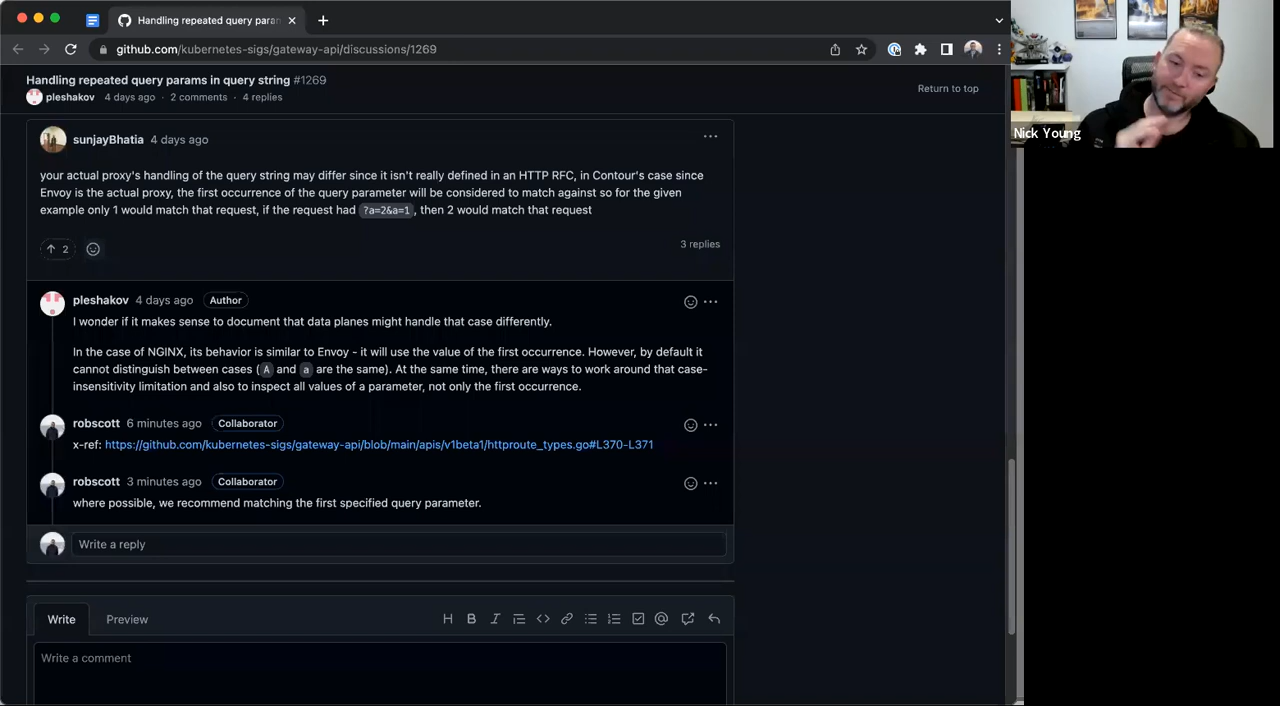 Handling repeated query param
github.com/kubernetes-sigs/gateway-api/discussions/1269
Handling repeated query params in query string #1269
pleshakov 4 days ago · 2 comments · 4 replies
Return to top
sunjayBhatia 4 days ago
your actual proxy's handling of the query string may differ since it isn't really defined in an HTTP RFC, in Contour's case since
Envoy is the actual proxy, the first occurrence of the query parameter will be considered to match against so for the given
example only 1 would match that request, if the request had ?a=2&a=1, then 2 would match that request
2
3 replies
pleshakov 4 days ago Author
I wonder if it makes sense to document that data planes might handle that case differently.
In the case of NGINX, its behavior is similar to Envoy - it will use the value of the first occurrence. However, by default it
cannot distinguish between cases (A and a are the same). At the same time, there are ways to work around that case-
insensitivity limitation and also to inspect all values of a parameter, not only the first occurrence.
robscott 6 minutes ago Collaborator
x-ref: https://github.com/kubernetes-sigs/gateway-api/blob/main/apis/v1beta1/httproute_types.go#L370-L371
robscott 3 minutes ago Collaborator
where possible, we recommend matching the first specified query parameter.
Write a reply
Write Preview
Write a comment
Nick Young